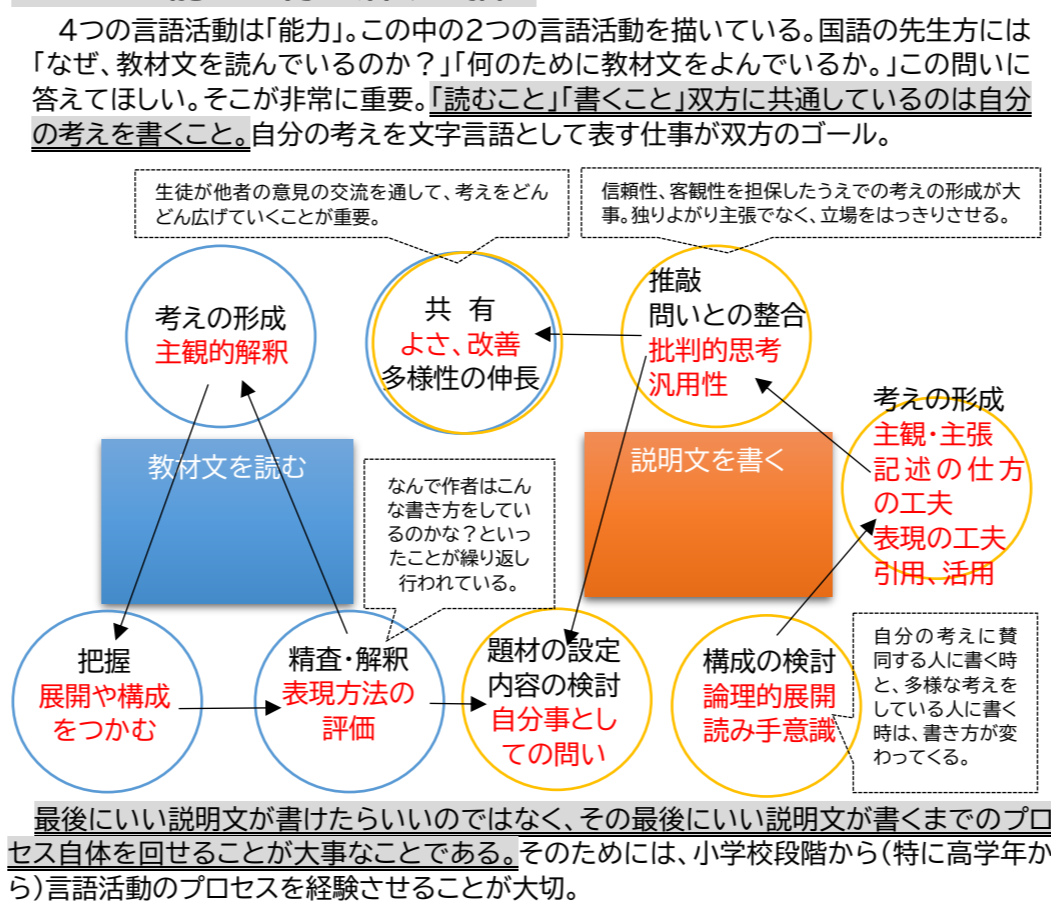 ４つの言語活動は「能力」。この中の２つの言語活動を描いている。国語の先生方には
「なぜ、教材文を読んでいるのか？」「何のために教材文をよんでいるか。」この問いに
答えてほしい。そこが非常に重要。「読むこと」「書くこと」双方に共通しているのは自分
の考えを書くこと。自分の考えを文字言語として表す仕事が双方のゴール。
生徒が他者の意見の交流を通して、考えをどん
どん広げていくことが重要。
信頼性、客観性を担保したうえでの考えの形成が大
事。独りよがり主張でなく、立場をはっきりさせる。
考えの形成
主観的解釈
共 有
よさ、改善
多様性の伸長
推敲
問いとの整合
批判的思考
汎用性
考えの形成
主観・主張
記述の仕方
の工夫
表現の工夫
引用、活用
教材文を読む
なんで作者はこん
な書き方をしてい
るのかな？といっ
たことが繰り返し
行われている。
説明文を書く
把握
展開や構成
をつかむ
精査・解釈
表現方法の
評価
題材の設定
内容の検討
自分事とし
ての問い
構成の検討
論理的展開
読み手意識
自分の考えに賛
同する人に書く時
と、多様な考えを
している人に書く
時は、書き方が変
わってくる。
最後にいい説明文が書けたらいいのではなく、その最後にいい説明文が書くまでのプロ
セス自体を回せることが大事なことである。そのためには、小学校段階から（特に高学年か
ら）言語活動のプロセスを経験させることが大切。